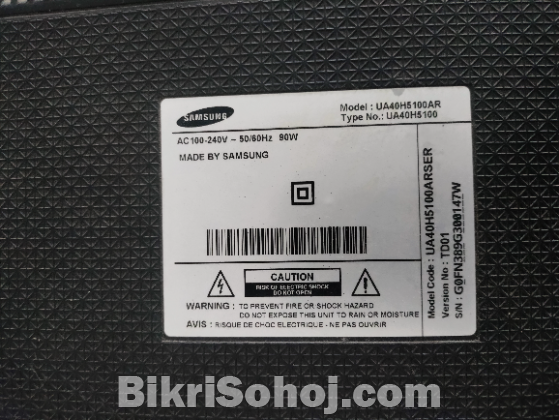 SAMSUNG
Model : UA40H5100AR
Type No.: UA40H5100
AC100-240V ~ 50/60Hz 90W
MADE BY SAMSUNG
CAUTION
RISK OF ELECTRIC SHOCK
DO NOT OPEN
WARNING : TO PREVENT FIRE OR SHOCK HAZARD
DO NOT EXPOSE THIS UNIT TO RAIN OR MOISTURE
AVIS : RISQUE DE CHOC ELECTRIQUE - NE PAS OUVRIR
Model Code : UA40H5100ARSER
Version No : TD01
S/N : G0FN389G300147W
BikriSohoj.com